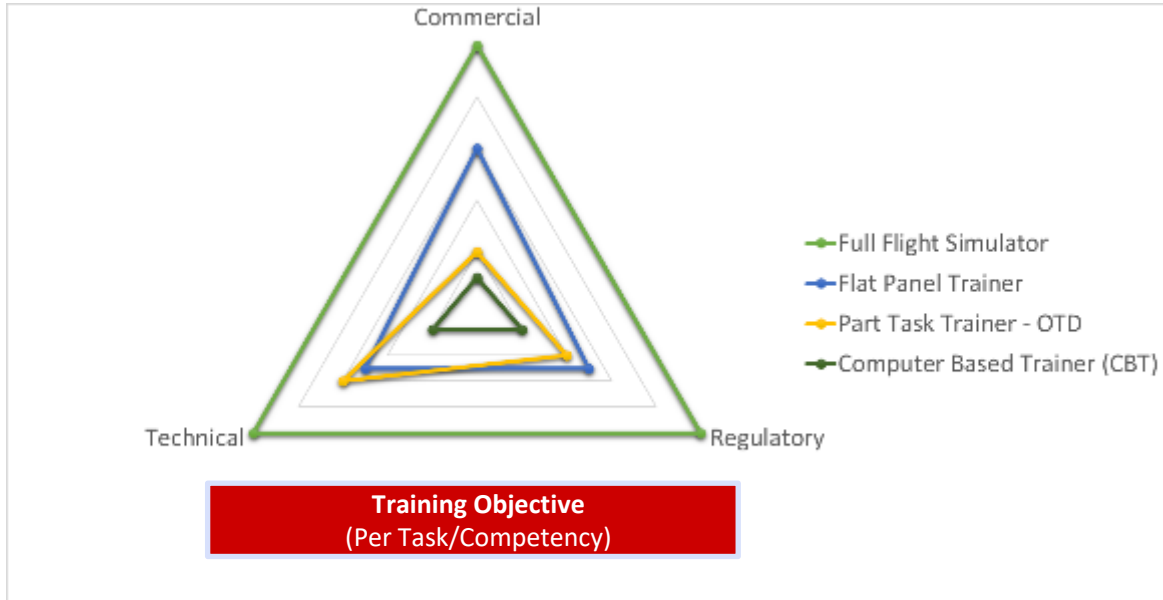 Commercial
Full Flight Simulator
Flat Panel Trainer
Part Task Trainer - OTD
Computer Based Trainer (CBT)
Technical
Regulatory
Training Objective
(Per Task/Competency)